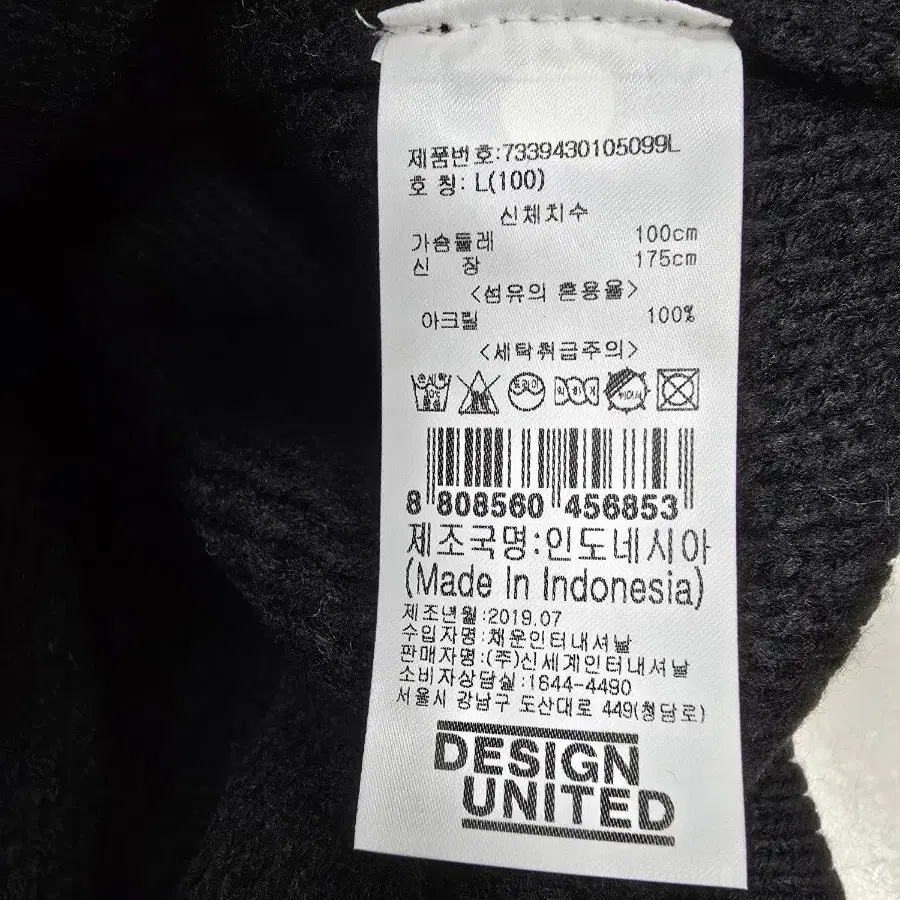 제품번호:7339430105099L
호 칭: L(100)
신체치수
가슴둘레 100cm
신 장 175cm
<섬유의 혼용율>
아크릴 100%
<세탁취급주의>
8 808560 456853
제조국명:인도네시아
(Made In Indonesia)
제조년월:2019.07
수입자명:채운인터내셔날
판매자명:(주)신세계인터내셔날
소비자상담실:1644-4490
서울시 강남구 도산대로 449(청담로)
DESIGN
UNITED